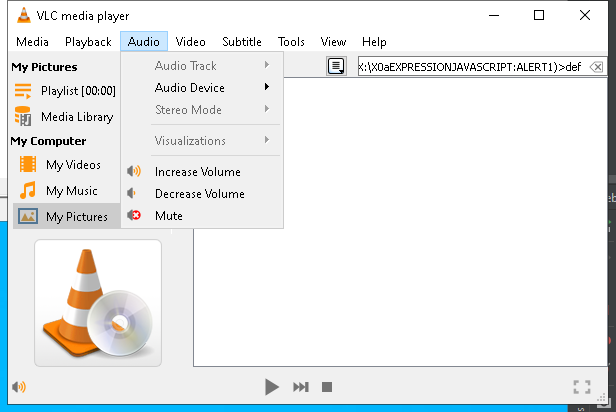 VLC media player
Media Playback Audio Video Subtitle Tools View Help
My Pictures
Playlist [00:00]
Media Library
My Computer
My Videos
My Music
My Pictures
Audio Track
Audio Device
Stereo Mode
Visualizations
Increase Volume
Decrease Volume
Mute
X:\X0aEXPRESSIONJAVASCRIPT:ALERT1)>def